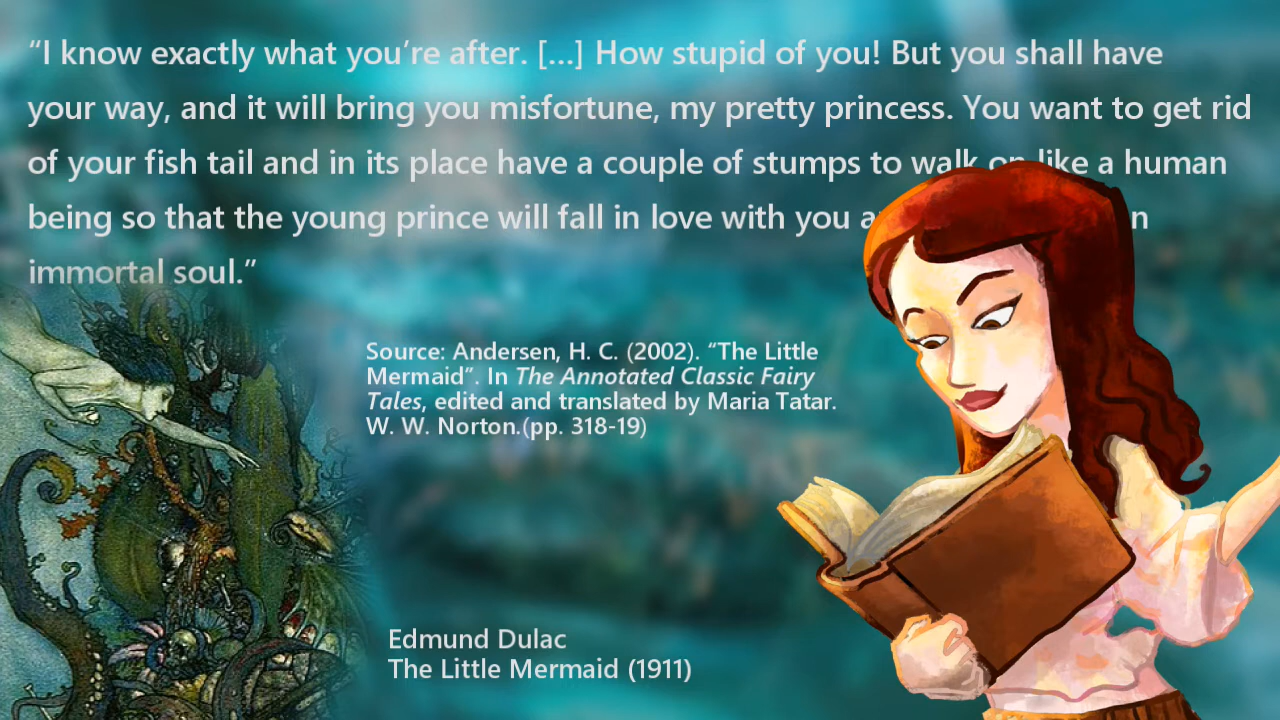 “I know exactly what you’re after. [...] How stupid of you! But you shall have
your way, and it will bring you misfortune, my pretty princess. You want to get rid
of your fish tail and in its place have a couple of stumps to walk on like a human
being so that the young prince will fall in love with you
immortal soul.”
Source: Andersen, H. C. (2002). “The Little
Mermaid”. In The Annotated Classic Fairy
Tales, edited and translated by Maria Tatar.
W. W. Norton.(pp. 318-19)
Edmund Dulac
The Little Mermaid (1911)